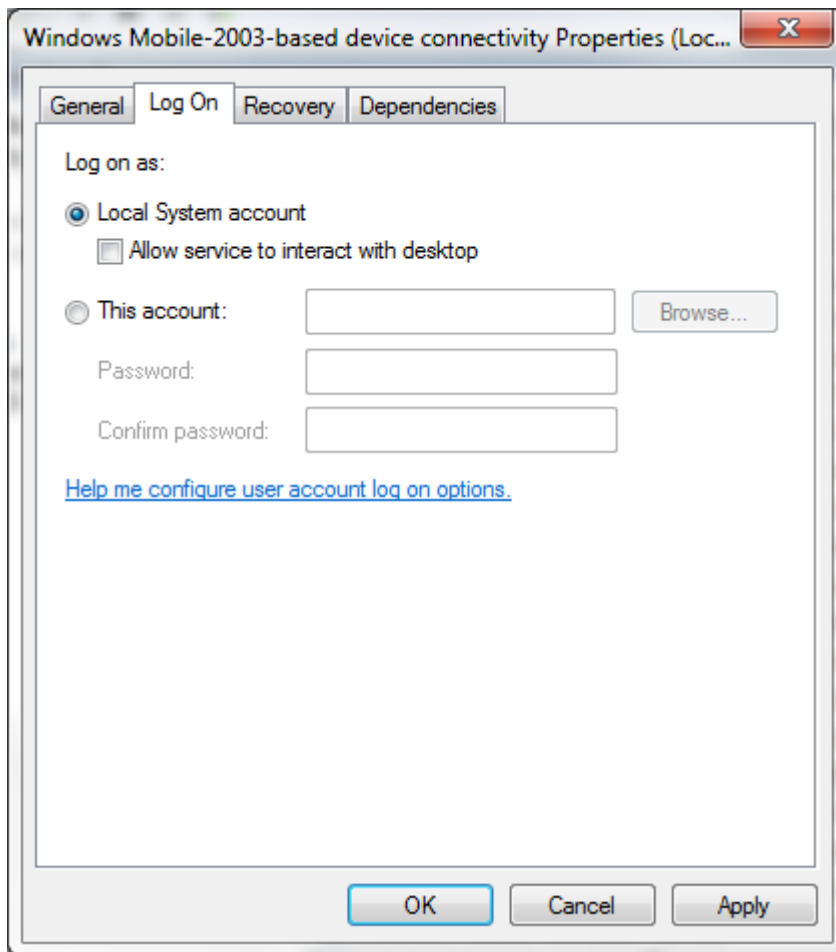 Windows Mobile-2003-based device connectivity Properties (Loc...
General Log On Recovery Dependencies
Log on as:
Local System account
Allow service to interact with desktop
This account: Browse...
Password:
Confirm password:
Help me configure user account log on options.
OK Cancel Apply